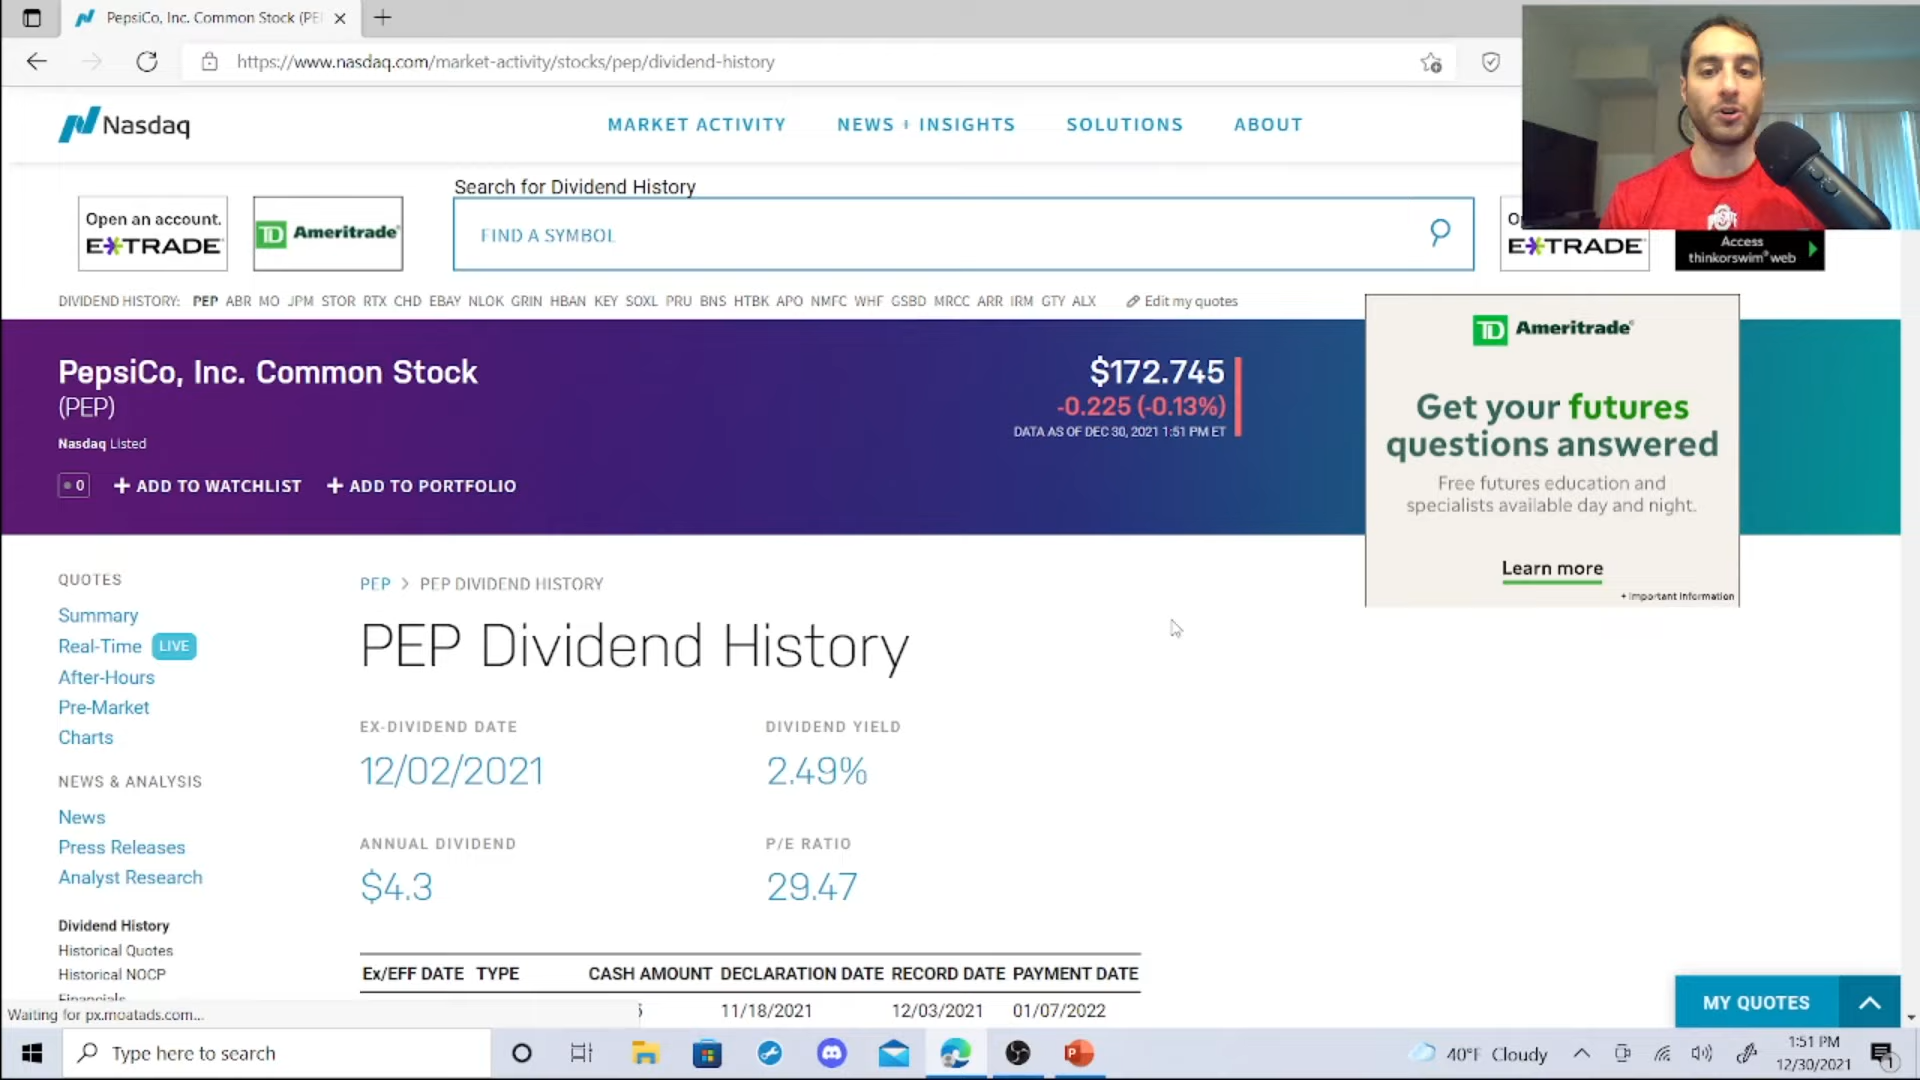 PepsiCo, Inc. Common Stock (PE
https://www.nasdaq.com/market-activity/stocks/pep/dividend-history
Nasdaq
MARKET ACTIVITY NEWS + INSIGHTS SOLUTIONS ABOUT
Search for Dividend History
Open an account.
E*TRADE
TD Ameritrade
FIND A SYMBOL
E*TRADE
Access
thinkorswim® web
DIVIDEND HISTORY: PEP ABR MO JPM STOR RTX CHD EBAY NLOK GRIN HBAN KEY SOXL PRU BNS HTBK APO NMFC WHF GSBD MRCC ARR IRM GTY ALX Edit my quotes
PepsiCo, Inc. Common Stock
(PEP)
Nasdaq Listed
0 + ADD TO WATCHLIST + ADD TO PORTFOLIO
$172.745
-0.225 (-0.13%)
DATA AS OF DEC 30, 2021 1:51 PM ET
TD Ameritrade®
Get your futures
questions answered
Free futures education and
specialists available day and night.
Learn more
+ Important Information
QUOTES
Summary
Real-Time LIVE
After-Hours
Pre-Market
Charts
NEWS & ANALYSIS
News
Press Releases
Analyst Research
Dividend History
Historical Quotes
Historical NOCP
Financials
PEP > PEP DIVIDEND HISTORY
PEP Dividend History
EX-DIVIDEND DATE
12/02/2021
DIVIDEND YIELD
2.49%
ANNUAL DIVIDEND
$4.3
P/E RATIO
29.47
Ex/EFF DATE TYPE CASH AMOUNT DECLARATION DATE RECORD DATE PAYMENT DATE
11/18/2021 12/03/2021 01/07/2022
MY QUOTES
Waiting for px.moatads.com...
Type here to search
40°F Cloudy
1:51 PM
12/30/2021
1